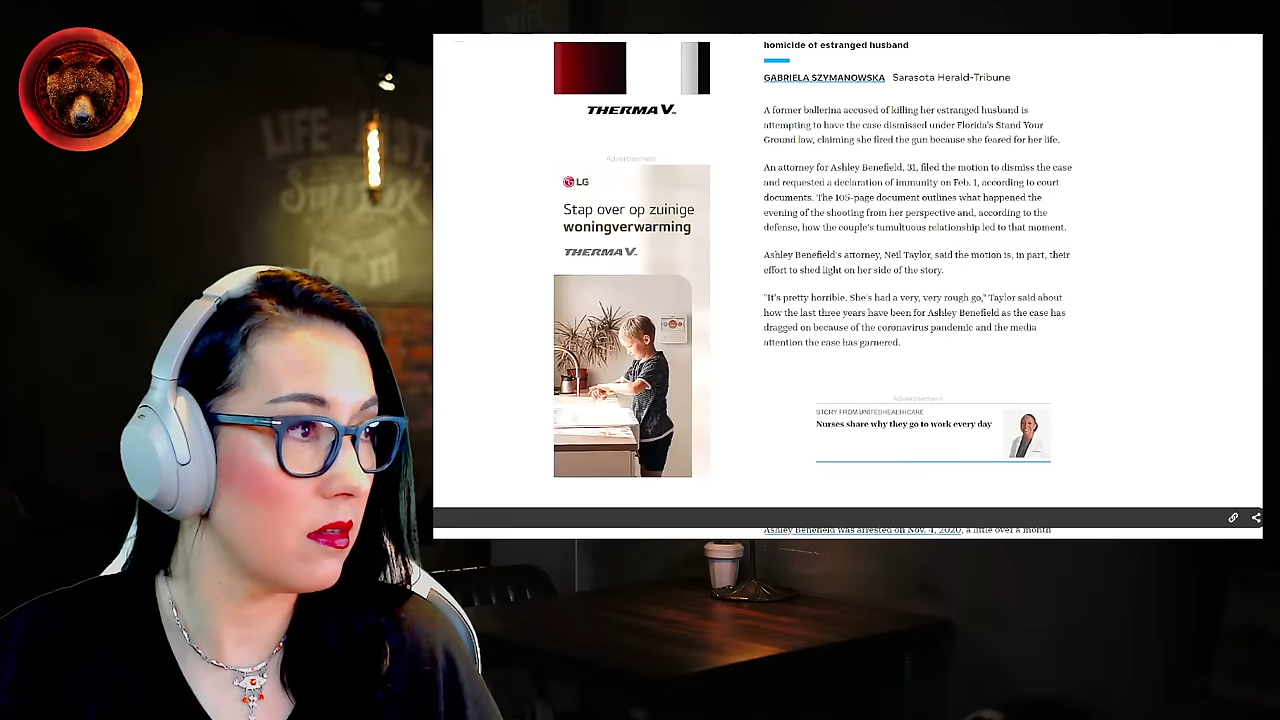 homicide of estranged husband
GABRIELA SZYMANOWSKA Sarasota Herald-Tribune
A former ballerina accused of killing her estranged husband is
attempting to have the case dismissed under Florida's Stand Your
Ground law, claiming she fired the gun because she feared for her life.
An attorney for Ashley Benefield, 31, filed the motion to dismiss the case
and requested a declaration of immunity on Feb. 1, according to court
documents. The 105-page document outlines what happened the
evening of the shooting from her perspective and, according to the
defense, how the couple's tumultuous relationship led to that moment.
Ashley Benefield's attorney, Neil Taylor, said the motion is, in part, their
effort to shed light on her side of the story.
"It's pretty horrible. She's had a very, very rough go," Taylor said about
how the last three years have been for Ashley Benefield as the case has
dragged on because of the coronavirus pandemic and the media
attention the case has garnered.
Advertisement
STORY FROM UNITEDHEALTHCARE
Nurses share why they go to work every day
Ashley Benefield was arrested on Nov. 4, 2020, a little over a month
THERMA V™
Advertisement
LG
Stap over op zuinige
woningverwarming
THERMA V™
LIFE